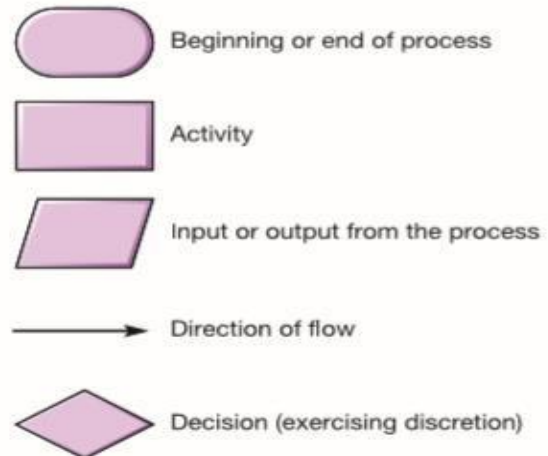 Beginning or end of process
Activity
Input or output from the process
Direction of flow
Decision (exercising discretion)